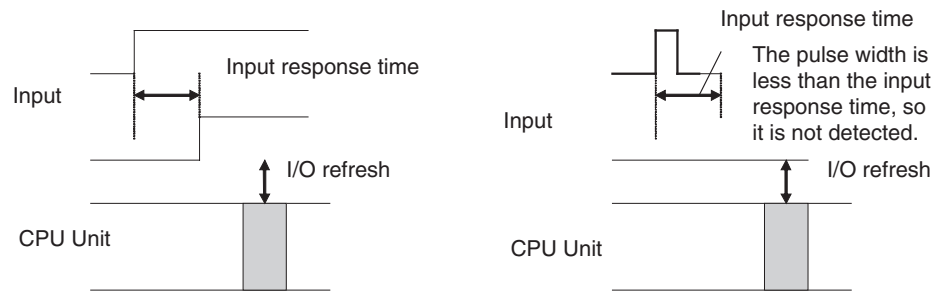 Input response time
Input
I/O refresh
CPU Unit
Input response time
The pulse width is
less than the input
response time, so
it is not detected.
Input
I/O refresh
CPU Unit